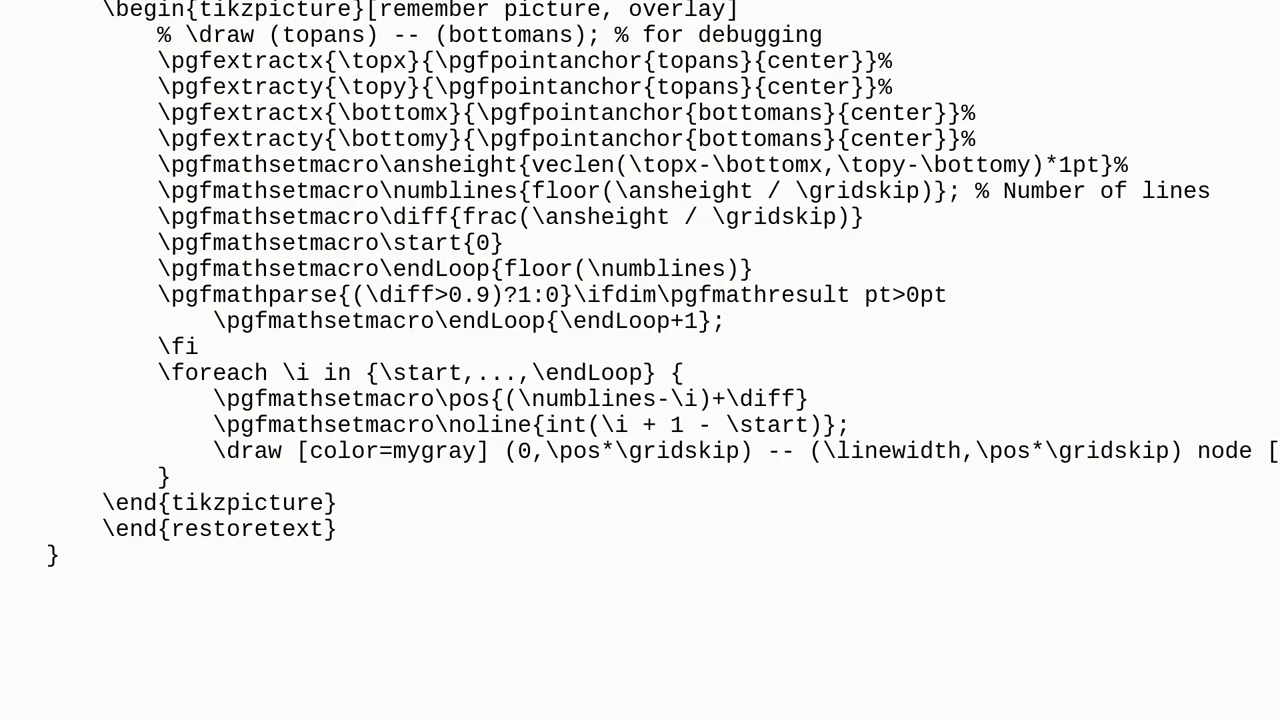 \begin{tikzpicture}[remember picture, overlay]
% \draw (topans) -- (bottomans); % for debugging
\pgfextractx{\topx}{\pgfpointanchor{topans}{center}}%
\pgfextracty{\topy}{\pgfpointanchor{topans}{center}}%
\pgfextractx{\bottomx}{\pgfpointanchor{bottomans}{center}}%
\pgfextracty{\bottomy}{\pgfpointanchor{bottomans}{center}}%
\pgfmathsetmacro\ansheight{veclen(\topx-\bottomx,\topy-\bottomy)*1pt}%
\pgfmathsetmacro\numblines{floor(\ansheight / \gridskip)}; % Number of lines
\pgfmathsetmacro\diff{frac(\ansheight / \gridskip)}
\pgfmathsetmacro\start{0}
\pgfmathsetmacro\endLoop{floor(\numblines)}
\pgfmathparse{(\diff>0.9)?1:0}\ifdim\pgfmathresult pt>0pt
\pgfmathsetmacro\endLoop{\endLoop+1};
\fi
\foreach \i in {\start,...,\endLoop} {
\pgfmathsetmacro\pos{(\numblines-\i)+\diff}
\pgfmathsetmacro\noline{int(\i + 1 - \start)};
\draw [color=mygray] (0,\pos*\gridskip) -- (\linewidth,\pos*\gridskip) node [
}
\end{tikzpicture}
\end{restoretext}
}